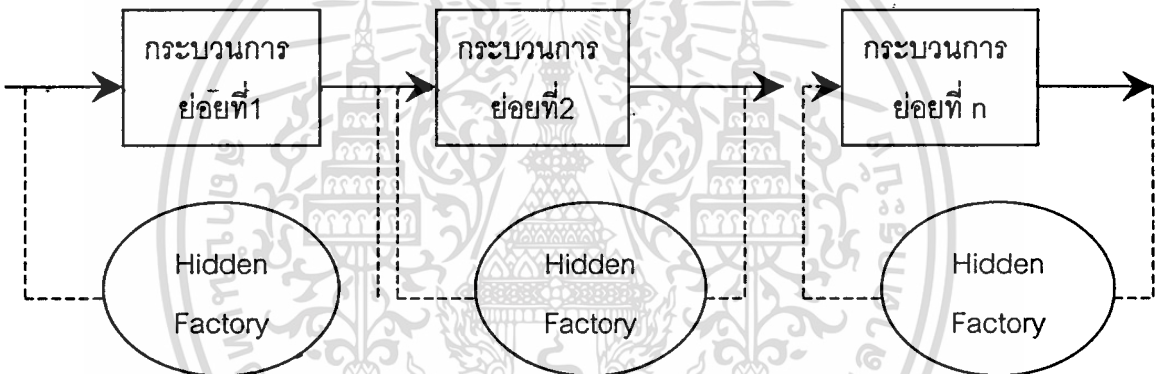 กระบวนการ
ย่อยที่1
กระบวนการ
ย่อยที่2
กระบวนการ
ย่อยที่ n
Hidden
Factory
Hidden
Factory
Hidden
Factory